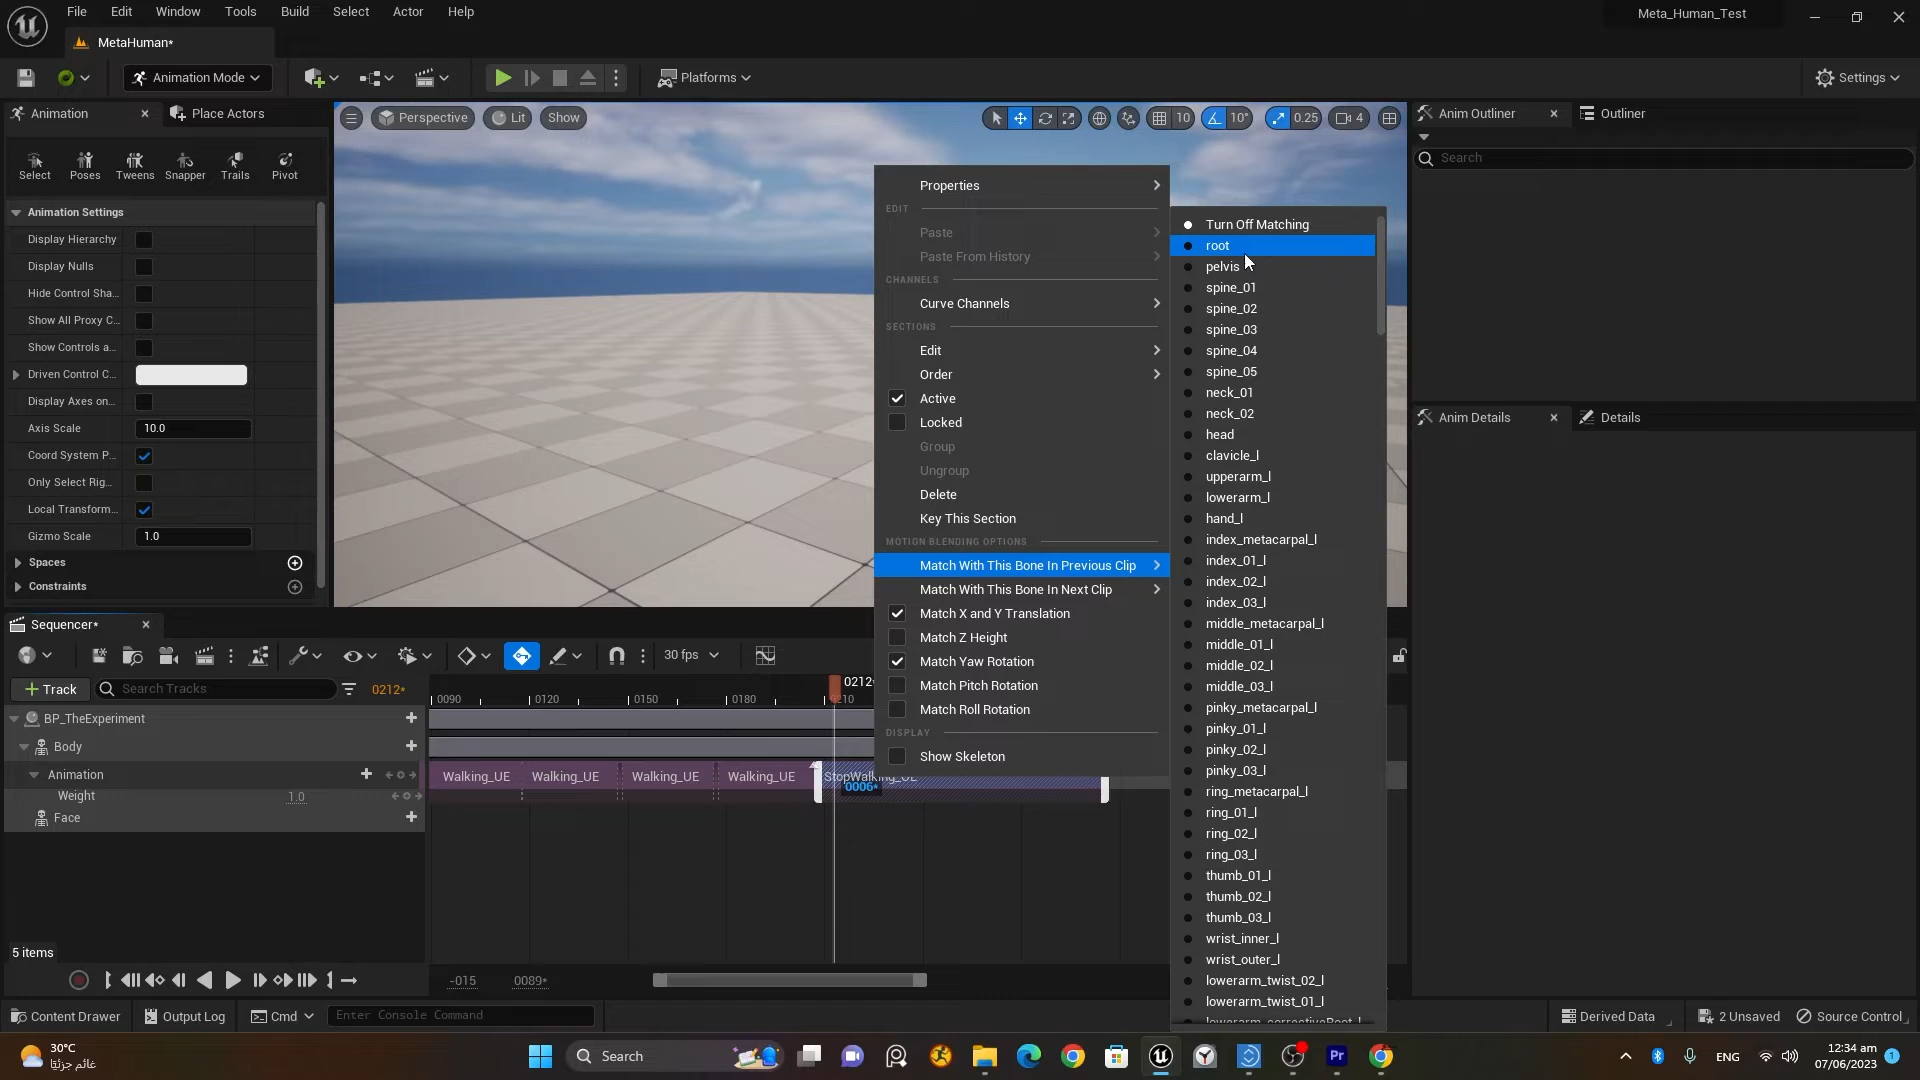 File Edit Window Tools Build Select Actor Help
Meta_Human_Test
MetaHuman*
Animation Mode
Platforms
Settings
Animation
Place Actors
Select Poses Tweens Snapper Trails Pivot
Animation Settings
Display Hierarchy
Display Nulls
Hide Control Sha...
Show All Proxy C...
Show Controls a...
Driven Control C...
Display Axes on...
Axis Scale 10.0
Coord System P...
Only Select Rig...
Local Transform...
Gizmo Scale 1.0
Spaces
Constraints
Perspective Lit Show
10 10° 0.25 4
Properties
EDIT
Paste
Paste From History
CHANNELS
Curve Channels
SECTIONS
Edit
Order
Active
Locked
Group
Ungroup
Delete
Key This Section
MOTION BLENDING OPTIONS
Match With This Bone In Previous Clip
Match With This Bone In Next Clip
Match X and Y Translation
Match Z Height
Match Yaw Rotation
Match Pitch Rotation
Match Roll Rotation
DISPLAY
Show Skeleton
Turn Off Matching
root
pelvis
spine_01
spine_02
spine_03
spine_04
spine_05
neck_01
neck_02
head
clavicle_l
upperarm_l
lowerarm_l
hand_l
index_metacarpal_l
index_01_l
index_02_l
index_03_l
middle_metacarpal_l
middle_01_l
middle_02_l
middle_03_l
pinky_metacarpal_l
pinky_01_l
pinky_02_l
pinky_03_l
ring_metacarpal_l
ring_01_l
ring_02_l
ring_03_l
thumb_01_l
thumb_02_l
thumb_03_l
wrist_inner_l
wrist_outer_l
lowerarm_twist_02_l
lowerarm_twist_01_l
lowerarm_correctiveRoot_l
Anim Outliner
Outliner
Search
Anim Details
Details
Sequencer*
30 fps
Track
Search Tracks
0212*
0090 0120 0150 0180 0210
0212*
BP_TheExperiment
Body
Animation
Weight 1.0
Face
Walking_UE Walking_UE Walking_UE Walking_UE StopWalking_UE
0006*
5 items
-015 0089*
Content Drawer
Output Log
Cmd
Enter Console Command
Derived Data
2 Unsaved
Source Control
30°C
غائم جزئيًا
Search
Pr
ENG
12:34 am
07/06/2023
1